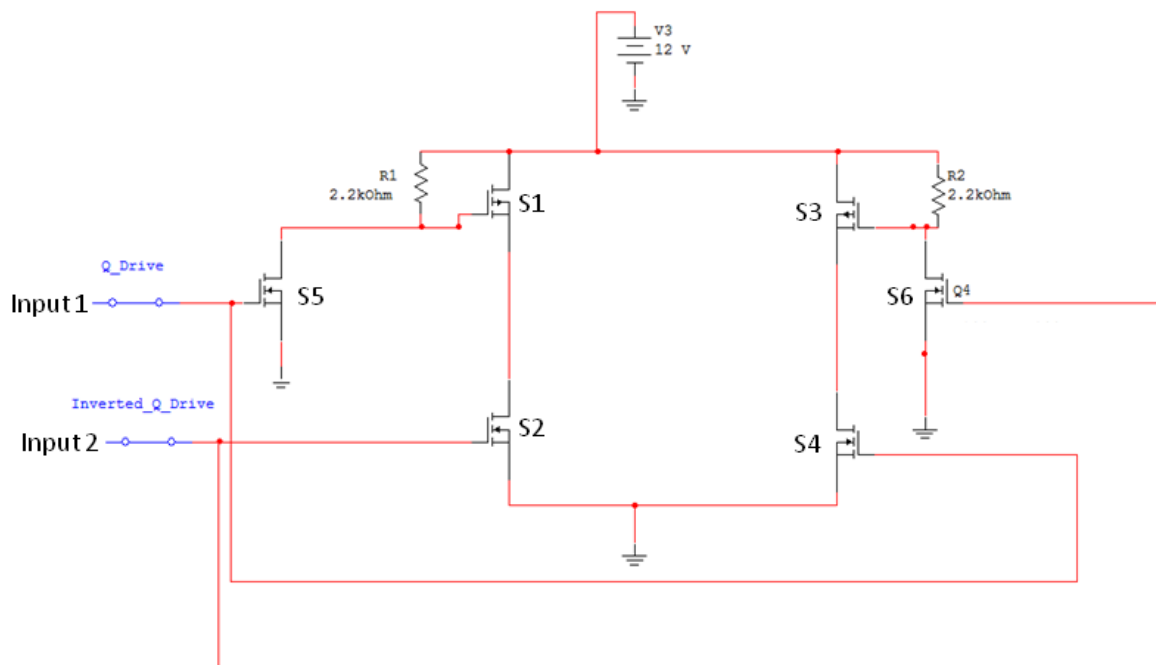 V3
12 V
R1
2.2kOhm
S1
S3
R2
2.2kOhm
Q_Drive
Input 1
S5
S6
Q4
Inverted_Q_Drive
Input 2
S2
S4